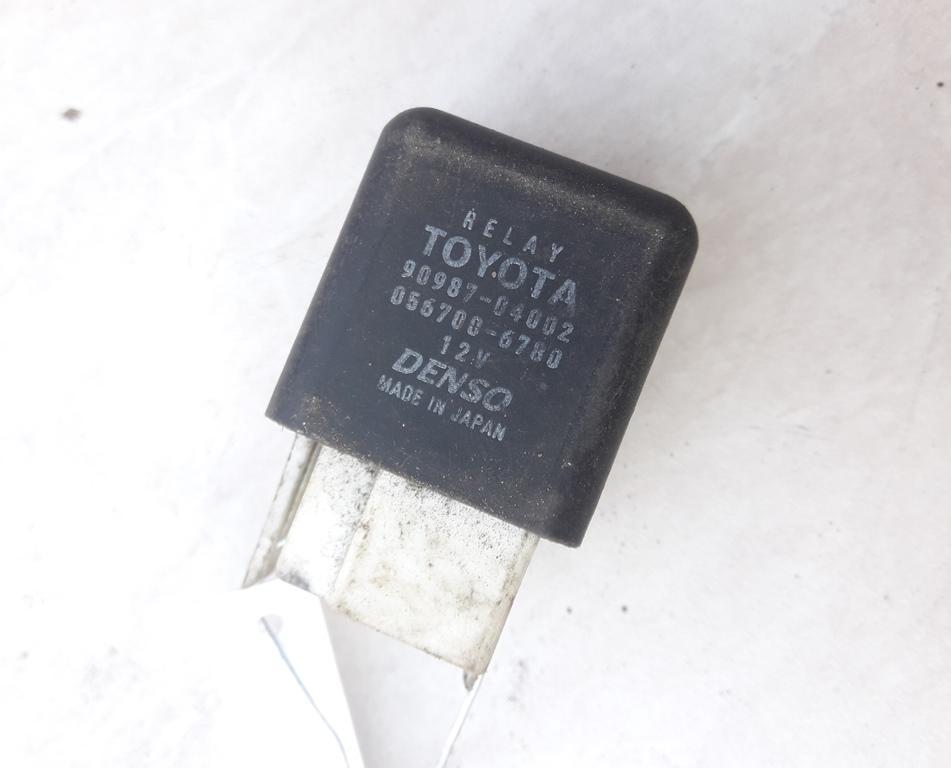 RELAY
TOYOTA
90987-04002
056700-6780
12V
DENSO
MADE IN JAPAN